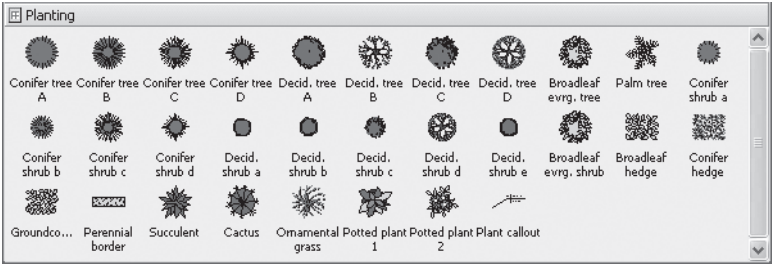 Planting
Conifer tree Conifer tree Conifer tree Conifer tree Decid. tree Decid. tree Decid. tree Decid. tree Broadleaf Palm tree Conifer
A B C D A B C D evrg. tree shrub a
Conifer Conifer Conifer Decid. Decid. Decid. Decid. Decid. Broadleaf Broadleaf Conifer
shrub b shrub c shrub d shrub a shrub b shrub c shrub d shrub e evrg. shrub hedge hedge
Groundco... Perennial Succulent Cactus Ornamental Potted plant Potted plant Plant callout
border grass 1 2